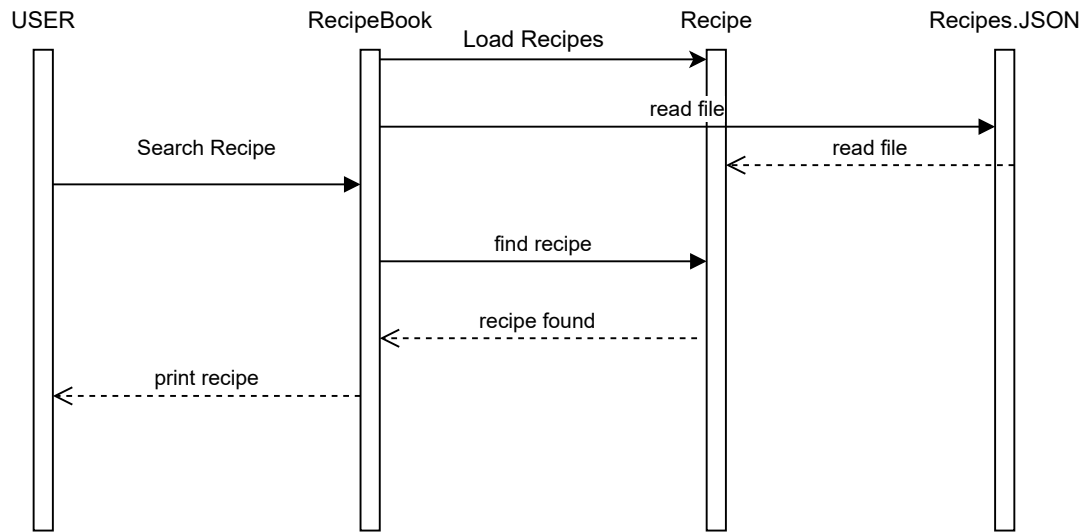 USER
RecipeBook
Recipe
Recipes.JSON
Load Recipes
read file
Search Recipe
read file
find recipe
recipe found
print recipe